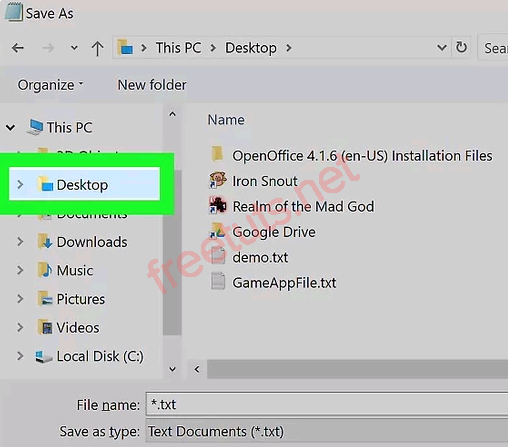 Save As
This PC > Desktop >
Sear
Organize
New folder
This PC
3D Object
Desktop
Documents
Downloads
Music
Pictures
Videos
Local Disk (C:)
Name
OpenOffice 4.1.6 (en-US) Installation Files
Iron Snout
Realm of the Mad God
Google Drive
demo.txt
GameAppFile.txt
freetuts.net
File name: *.txt
Save as type: Text Documents (*.txt)